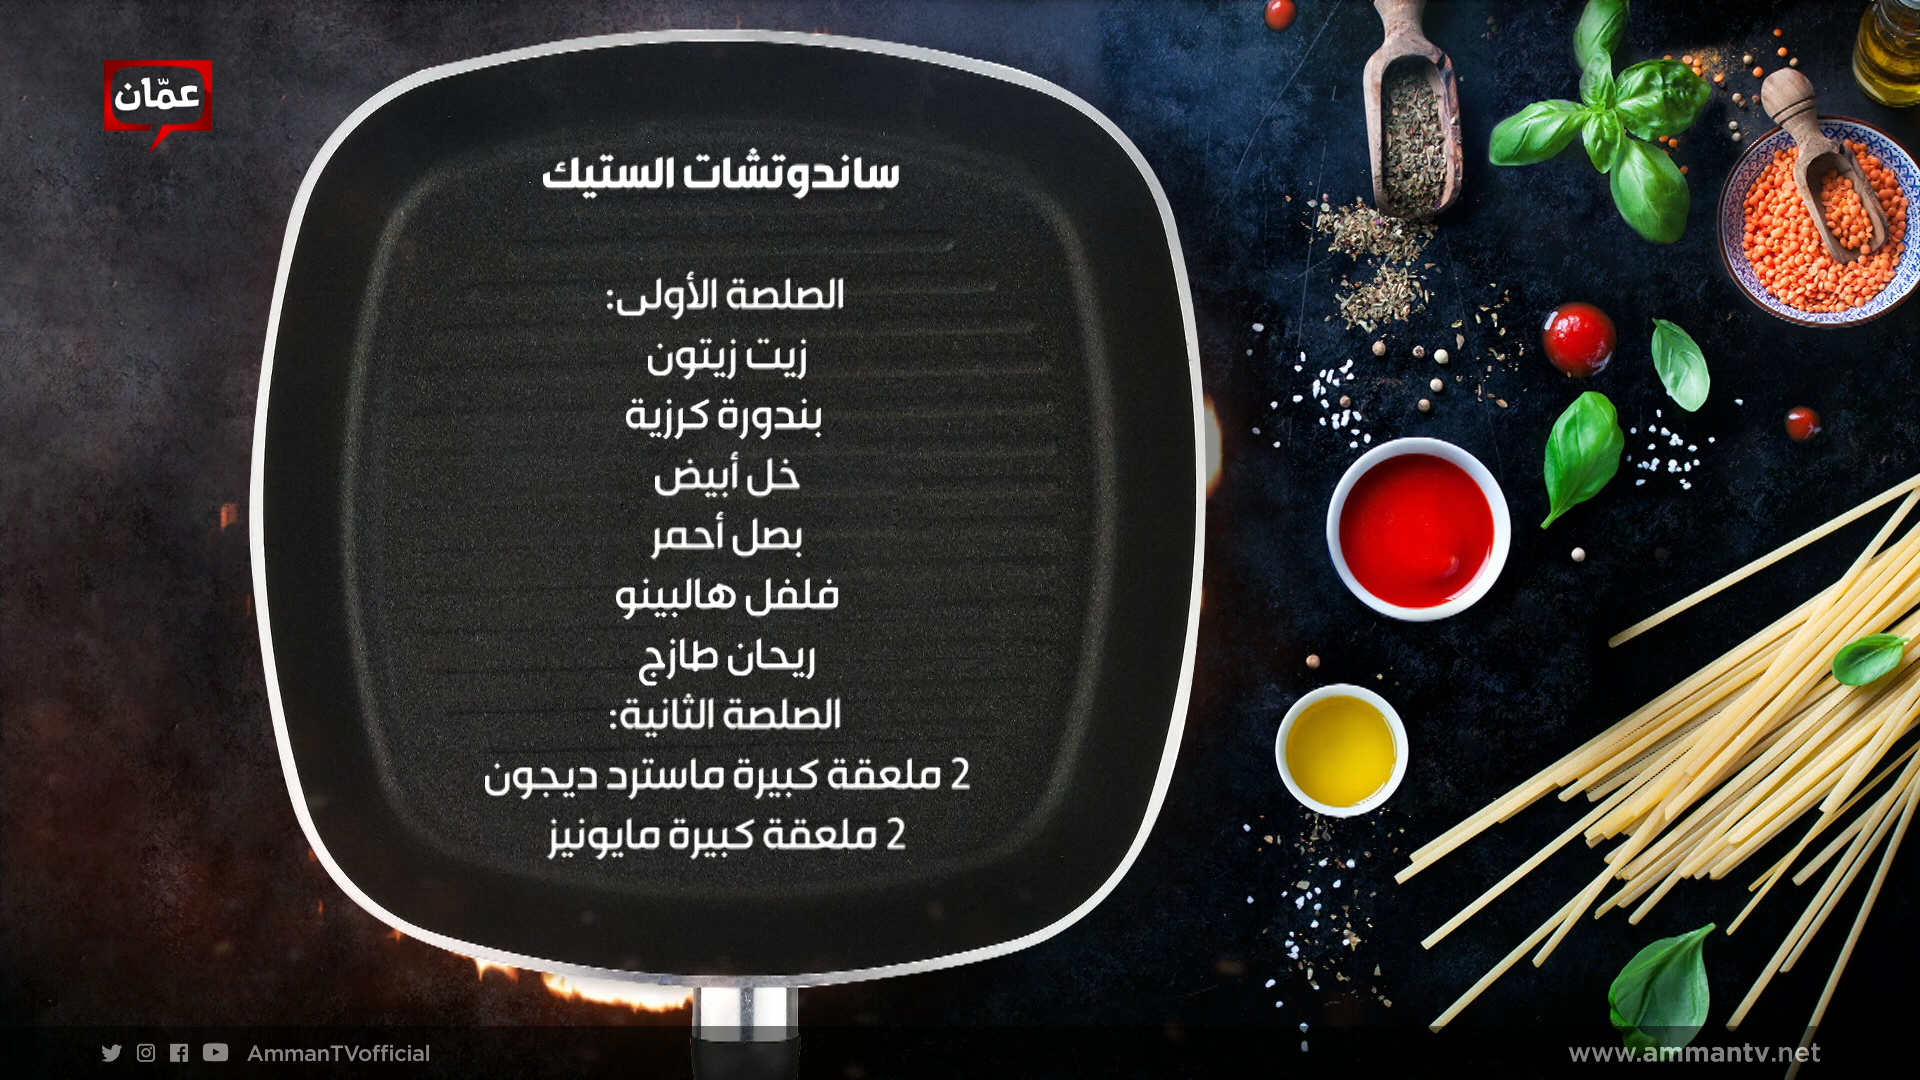 عمّان
ساندوتشات الستيك
الصلصة الأولى:
زيت زيتون
بندورة كرزية
خل أبيض
بصل أحمر
فلفل هالبينو
ريحان طازج
الصلصة الثانية:
2 ملعقة كبيرة ماسترد ديجون
2 ملعقة كبيرة مايونيز
AmmanTVofficial
www.ammantv.net